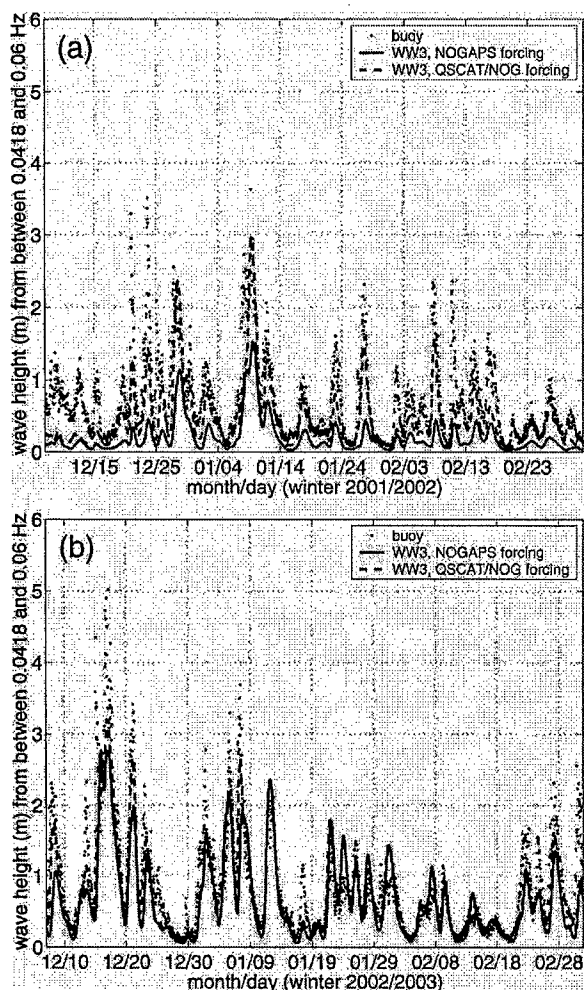 (a)
buoy
WW3, NOGAPS forcing
WW3, QSCAT/NOG forcing
wave height (m) from between 0.0418 and 0.06 Hz
6
5
4
3
2
1
0
12/15 12/25 01/04 01/14 01/24 02/03 02/13 02/23
month/day (winter 2001/2002)
(b)
buoy
WW3, NOGAPS forcing
WW3, QSCAT/NOG forcing
wave height (m) from between 0.0418 and 0.06 Hz
6
5
4
3
2
1
0
12/10 12/20 12/30 01/09 01/19 01/29 02/08 02/18 02/28
month/day (winter 2002/2003)